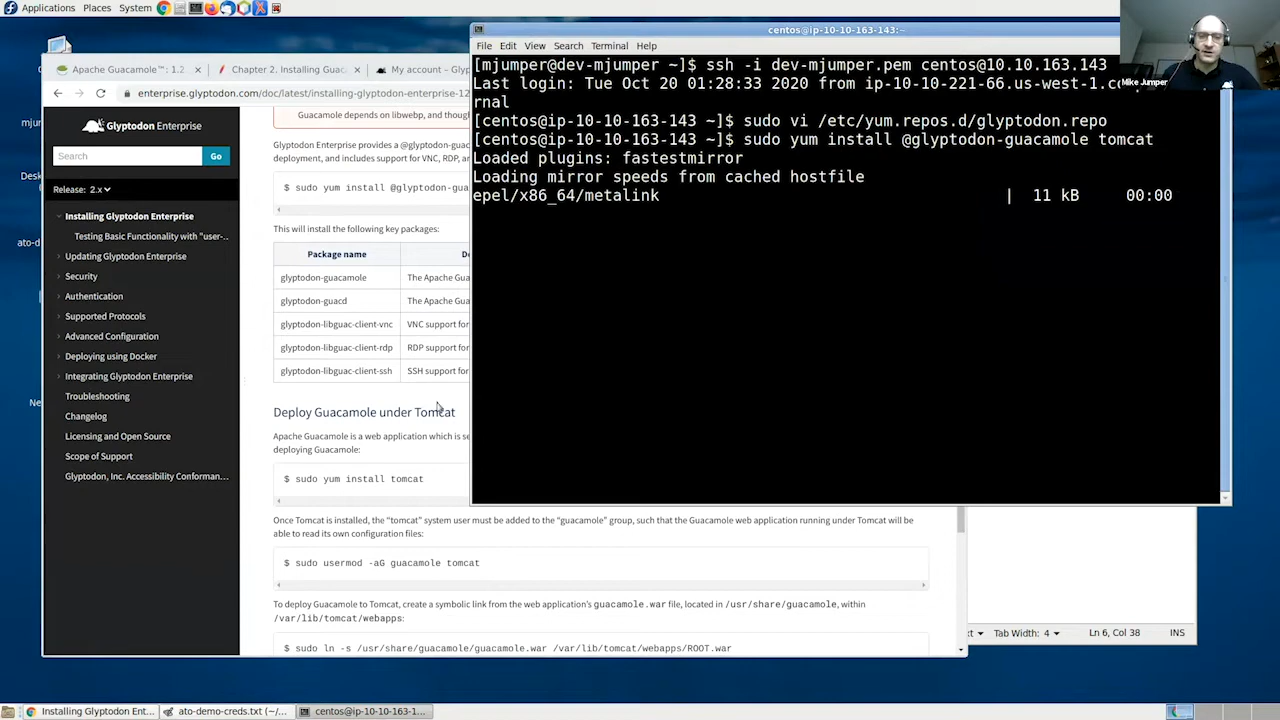 Applications Places System
centos@ip-10-10-163-143:~
File Edit View Search Terminal Help
[mjumper@dev-mjumper ~]$ ssh -i dev-mjumper.pem centos@10.10.163.143
Last login: Tue Oct 20 01:28:33 2020 from ip-10-10-221-66.us-west-1.co
rnal
[centos@ip-10-10-163-143 ~]$ sudo vi /etc/yum.repos.d/glyptodon.repo
[centos@ip-10-10-163-143 ~]$ sudo yum install @glyptodon-guacamole tomcat
Loaded plugins: fastestmirror
Loading mirror speeds from cached hostfile
epel/x86_64/metalink | 11 kB 00:00
Mike Jumper
Apache Guacamole™: 1.2
Chapter 2. Installing Guac
My account – Glyp
enterprise.glyptodon.com/doc/latest/installing-glyptodon-enterprise-12
Glyptodon Enterprise
Search Go
Release: 2.x
Installing Glyptodon Enterprise
Testing Basic Functionality with "user-..
Updating Glyptodon Enterprise
Security
Authentication
Supported Protocols
Advanced Configuration
Deploying using Docker
Integrating Glyptodon Enterprise
Troubleshooting
Changelog
Licensing and Open Source
Scope of Support
Glyptodon, Inc. Accessibility Conforman...
Guacamole depends on libwebp, and thoug
Glyptodon Enterprise provides a @glyptodon-g
deployment, and includes support for VNC, RDP, a
$ sudo yum install @glyptodon-gua
This will install the following key packages:
Package name De
glyptodon-guacamole The Apache Gua
glyptodon-guacd The Apache Gua
glyptodon-libguac-client-vnc VNC support for
glyptodon-libguac-client-rdp RDP support for
glyptodon-libguac-client-ssh SSH support for
Deploy Guacamole under Tomcat
Apache Guacamole is a web application which is se
deploying Guacamole:
$ sudo yum install tomcat
Once Tomcat is installed, the “tomcat” system user must be added to the “guacamole” group, such that the Guacamole web application running under Tomcat will be
able to read its own configuration files:
$ sudo usermod -aG guacamole tomcat
To deploy Guacamole to Tomcat, create a symbolic link from the web application’s guacamole.war file, located in /usr/share/guacamole, within
/var/lib/tomcat/webapps:
$ sudo ln -s /usr/share/guacamole/guacamole.war /var/lib/tomcat/webapps/ROOT.war
Tab Width: 4 Ln 6, Col 38 INS
Installing Glyptodon Ent...
ato-demo-creds.txt (~/...
centos@ip-10-10-163-1...